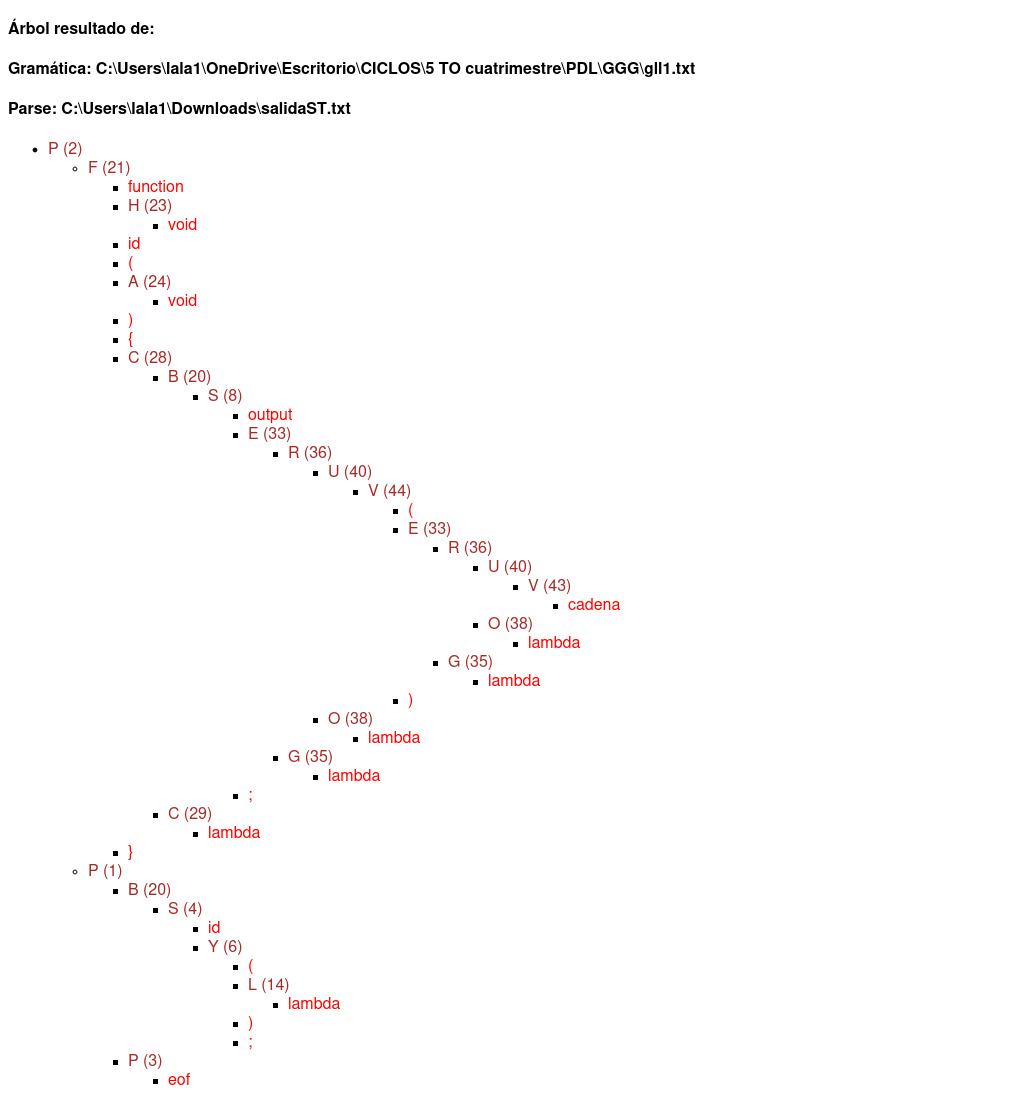 Árbol resultado de:
Gramática: C:\Users\lala1\OneDrive\Escritorio\CICLOS\5 TO cuatrimestre\PDL\GGG\gll1.txt
Parse: C:\Users\lala1\Downloads\salidaST.txt
P (2)
F (21)
function
H (23)
void
id
(
A (24)
void
)
{
C (28)
B (20)
S (8)
output
E (33)
R (36)
U (40)
V (44)
(
E (33)
R (36)
U (40)
V (43)
cadena
O (38)
lambda
G (35)
lambda
)
O (38)
lambda
G (35)
lambda
;
C (29)
lambda
}
P (1)
B (20)
S (4)
id
Y (6)
(
L (14)
lambda
)
;
P (3)
eof